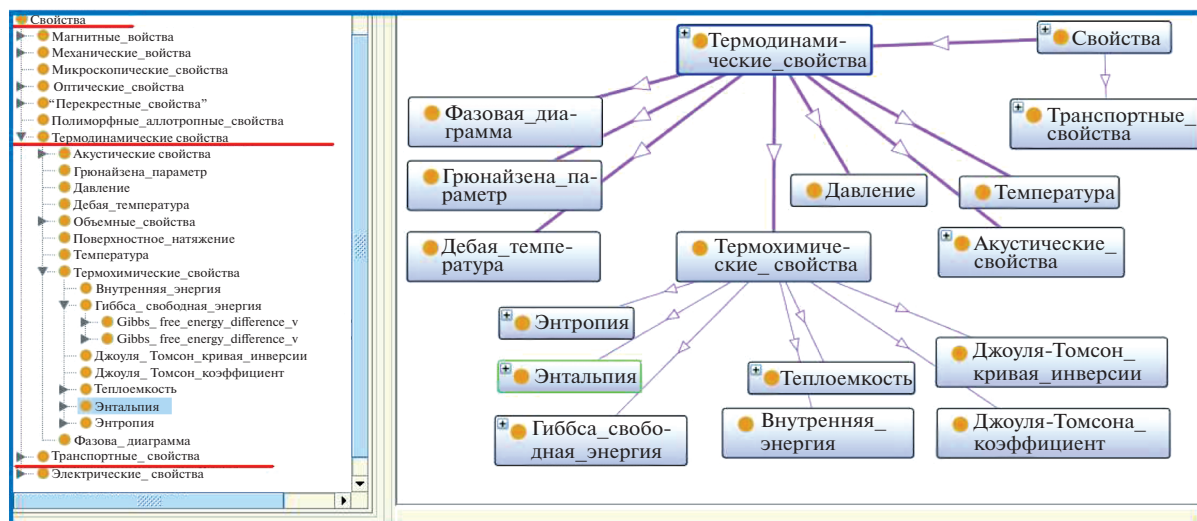 Свойства
Магнитные_войства
Механические_войства
Микроскопические_свойства
Оптические_свойства
“Перекрестные_свойства”
Полиморфные_аллотропные_свойства
Термодинамические свойства
Акустические свойства
Грюнайзена_параметр
Давление
Дебая_температура
Объемные_свойства
Поверхностное_натяжение
Температура
Термохимические_свойства
Внутренняя_энергия
Гиббса_ свободная_энергия
Gibbs_ free_energy_difference_v
Gibbs_ free_energy_difference_v
Джоуля_ Томсон_кривая_инверсии
Джоуля_ Томсон_коэффициент
Теплоемкость
Энтальпия
Энтропия
Фазова_ диаграмма
Транспортные_ свойства
Электрические_ свойства
Термодинами-
ческие_свойства
Свойства
Фазовая_диа-
грамма
Транспортные_
свойства
Грюнайзена_па-
раметр
Давление
Температура
Дебая_темпе-
ратура
Термохимиче-
ские_ свойства
Акустические_
свойства
Энтропия
Энтальпия
Теплоемкость
Джоуля-Томсон_
кривая_инверсии
Гиббса_свобо-
дная_энергия
Внутренняя_
энергия
Джоуля-Томсона_
коэффициент